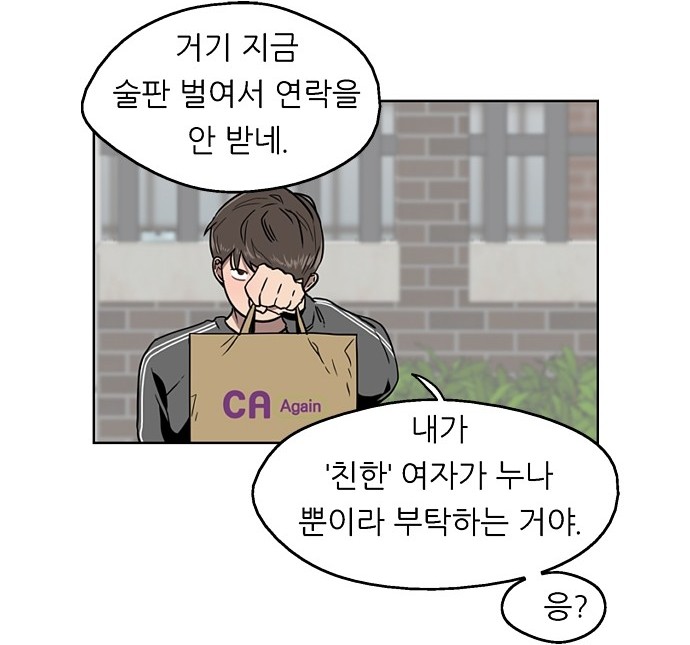 거기 지금
술판 벌여서 연락을
안 받네.
CA Again
내가
'친한' 여자가 누나
뿐이라 부탁하는 거야.
응?